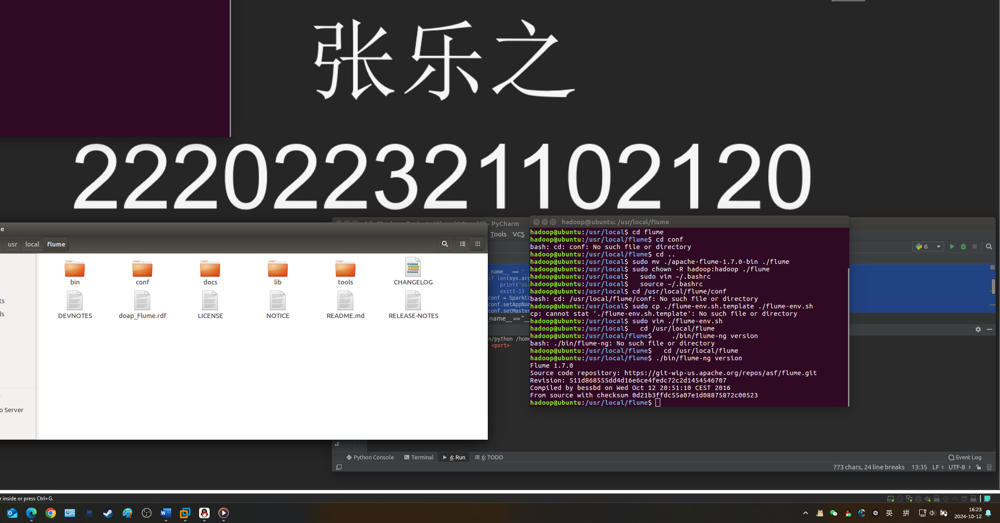 张乐之
222022321102120
e
usr local flume
bin conf docs lib tools CHANGELOG
DEVNOTES doap_Flume.rdf LICENSE NOTICE README.md RELEASE-NOTES
ts
ds
o Server
- PyCharm
Tools VCS
6
_name__ == "_
if len(sys.arg
print("Usa
exit(-1)
conf = SparkCo
conf.setAppNam
conf.setMaster
_name__ == "__
n/python /home
<port>
hadoop@ubuntu: /usr/local/flume
hadoop@ubuntu:/usr/local$ cd flume
hadoop@ubuntu:/usr/local/flume$ cd conf
bash: cd: conf: No such file or directory
hadoop@ubuntu:/usr/local/flume$ cd ..
hadoop@ubuntu:/usr/local$ sudo mv ./apache-flume-1.7.0-bin ./flume
hadoop@ubuntu:/usr/local$ sudo chown -R hadoop:hadoop ./flume
hadoop@ubuntu:/usr/local$   sudo vim ~/.bashrc
hadoop@ubuntu:/usr/local$   source ~/.bashrc
hadoop@ubuntu:/usr/local$ cd /usr/local/flume/conf
bash: cd: /usr/local/flume/conf: No such file or directory
hadoop@ubuntu:/usr/local$ sudo cp ./flume-env.sh.template ./flume-env.sh
cp: cannot stat './flume-env.sh.template': No such file or directory
hadoop@ubuntu:/usr/local$ sudo vim ./flume-env.sh
hadoop@ubuntu:/usr/local$   cd /usr/local/flume
hadoop@ubuntu:/usr/local/flume$     ./bin/flume-ng version
bash: ./bin/flume-ng: No such file or directory
hadoop@ubuntu:/usr/local/flume$   cd /usr/local/flume
hadoop@ubuntu:/usr/local/flume$ ./bin/flume-ng version
Flume 1.7.0
Source code repository: https://git-wip-us.apache.org/repos/asf/flume.git
Revision: 511d868555dd4d16e6ce4fedc72c2d1454546707
Compiled by bessbd on Wed Oct 12 20:51:10 CEST 2016
From source with checksum 0d21b3ffdc55a07e1d08875872c00523
hadoop@ubuntu:/usr/local/flume$
Python Console Terminal 4: Run 6: TODO Event Log
773 chars, 24 line breaks 13:35 LF UTF-8
r inside or press Ctrl+G.
英 拼 16:23
2024-10-12